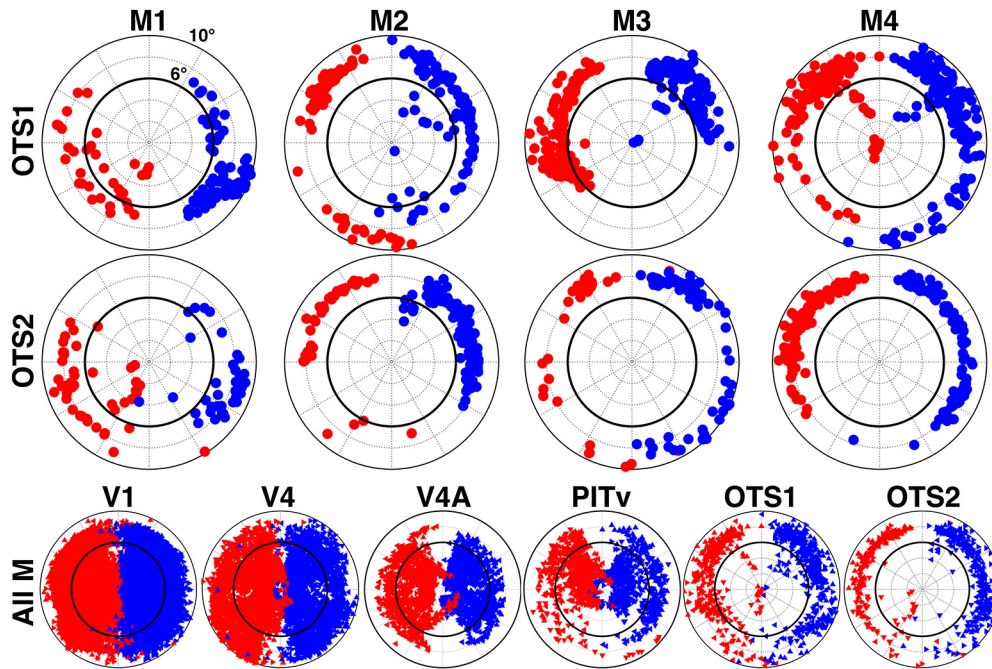 M1 M2 M3 M4
10°
6°
OTS1
OTS2
V1 V4 V4A PITv OTS1 OTS2
All M